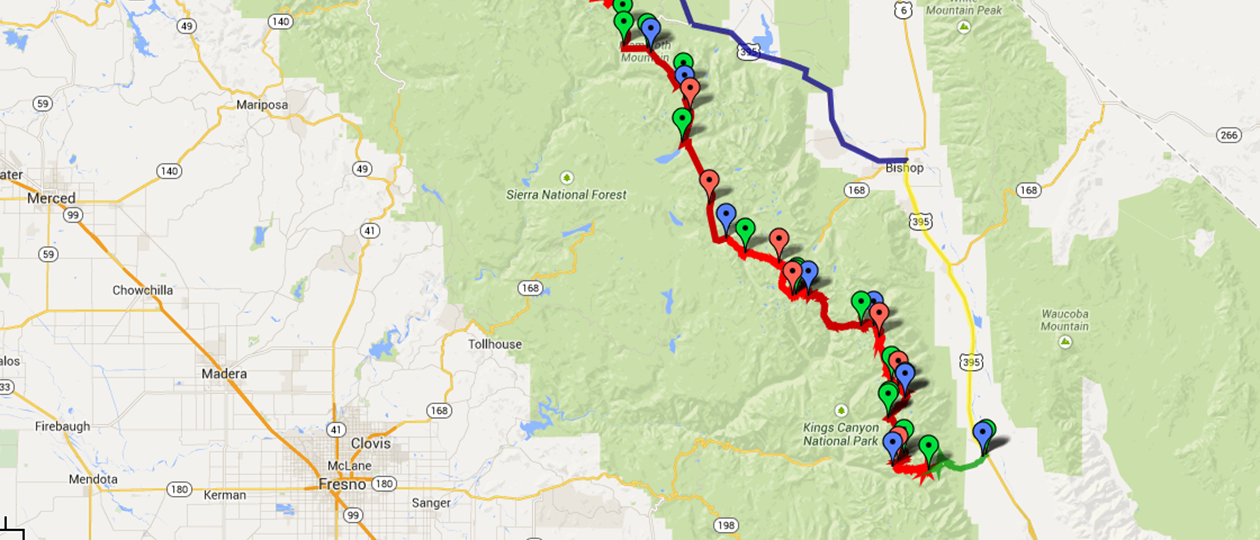 White
Mountain Peak
6
49
140
395
59
Mariposa
266
49
ater
140
168
168
Bishop
Merced
Sierra National Forest
99
395
41
59
Chowchilla
168
Waucoba
Mountain
Tollhouse
395
alos
Madera
33
168
Kings Canyon
National Park
Firebaugh
41
Clovis
McLane
Mendota
180
Kerman
Fresno
180
Sanger
99
198